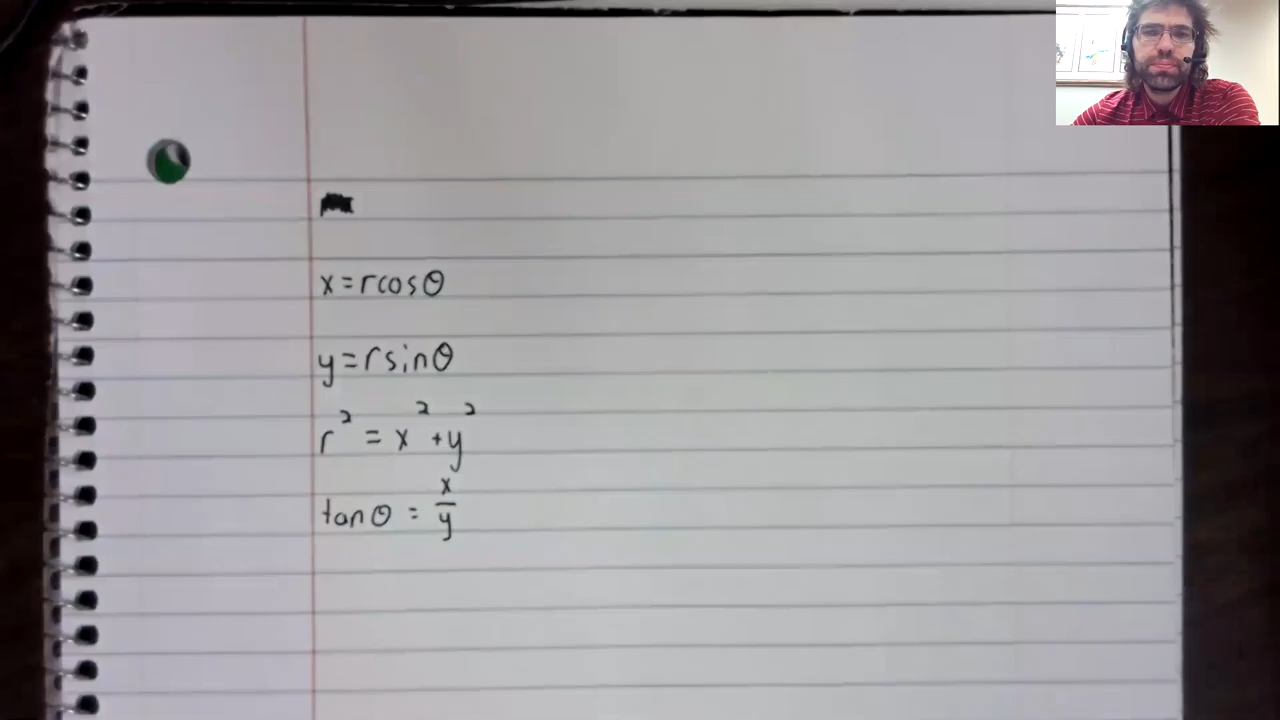 x = r cos θ
y = r sin θ
r² = x² + y²
tan θ = x/y